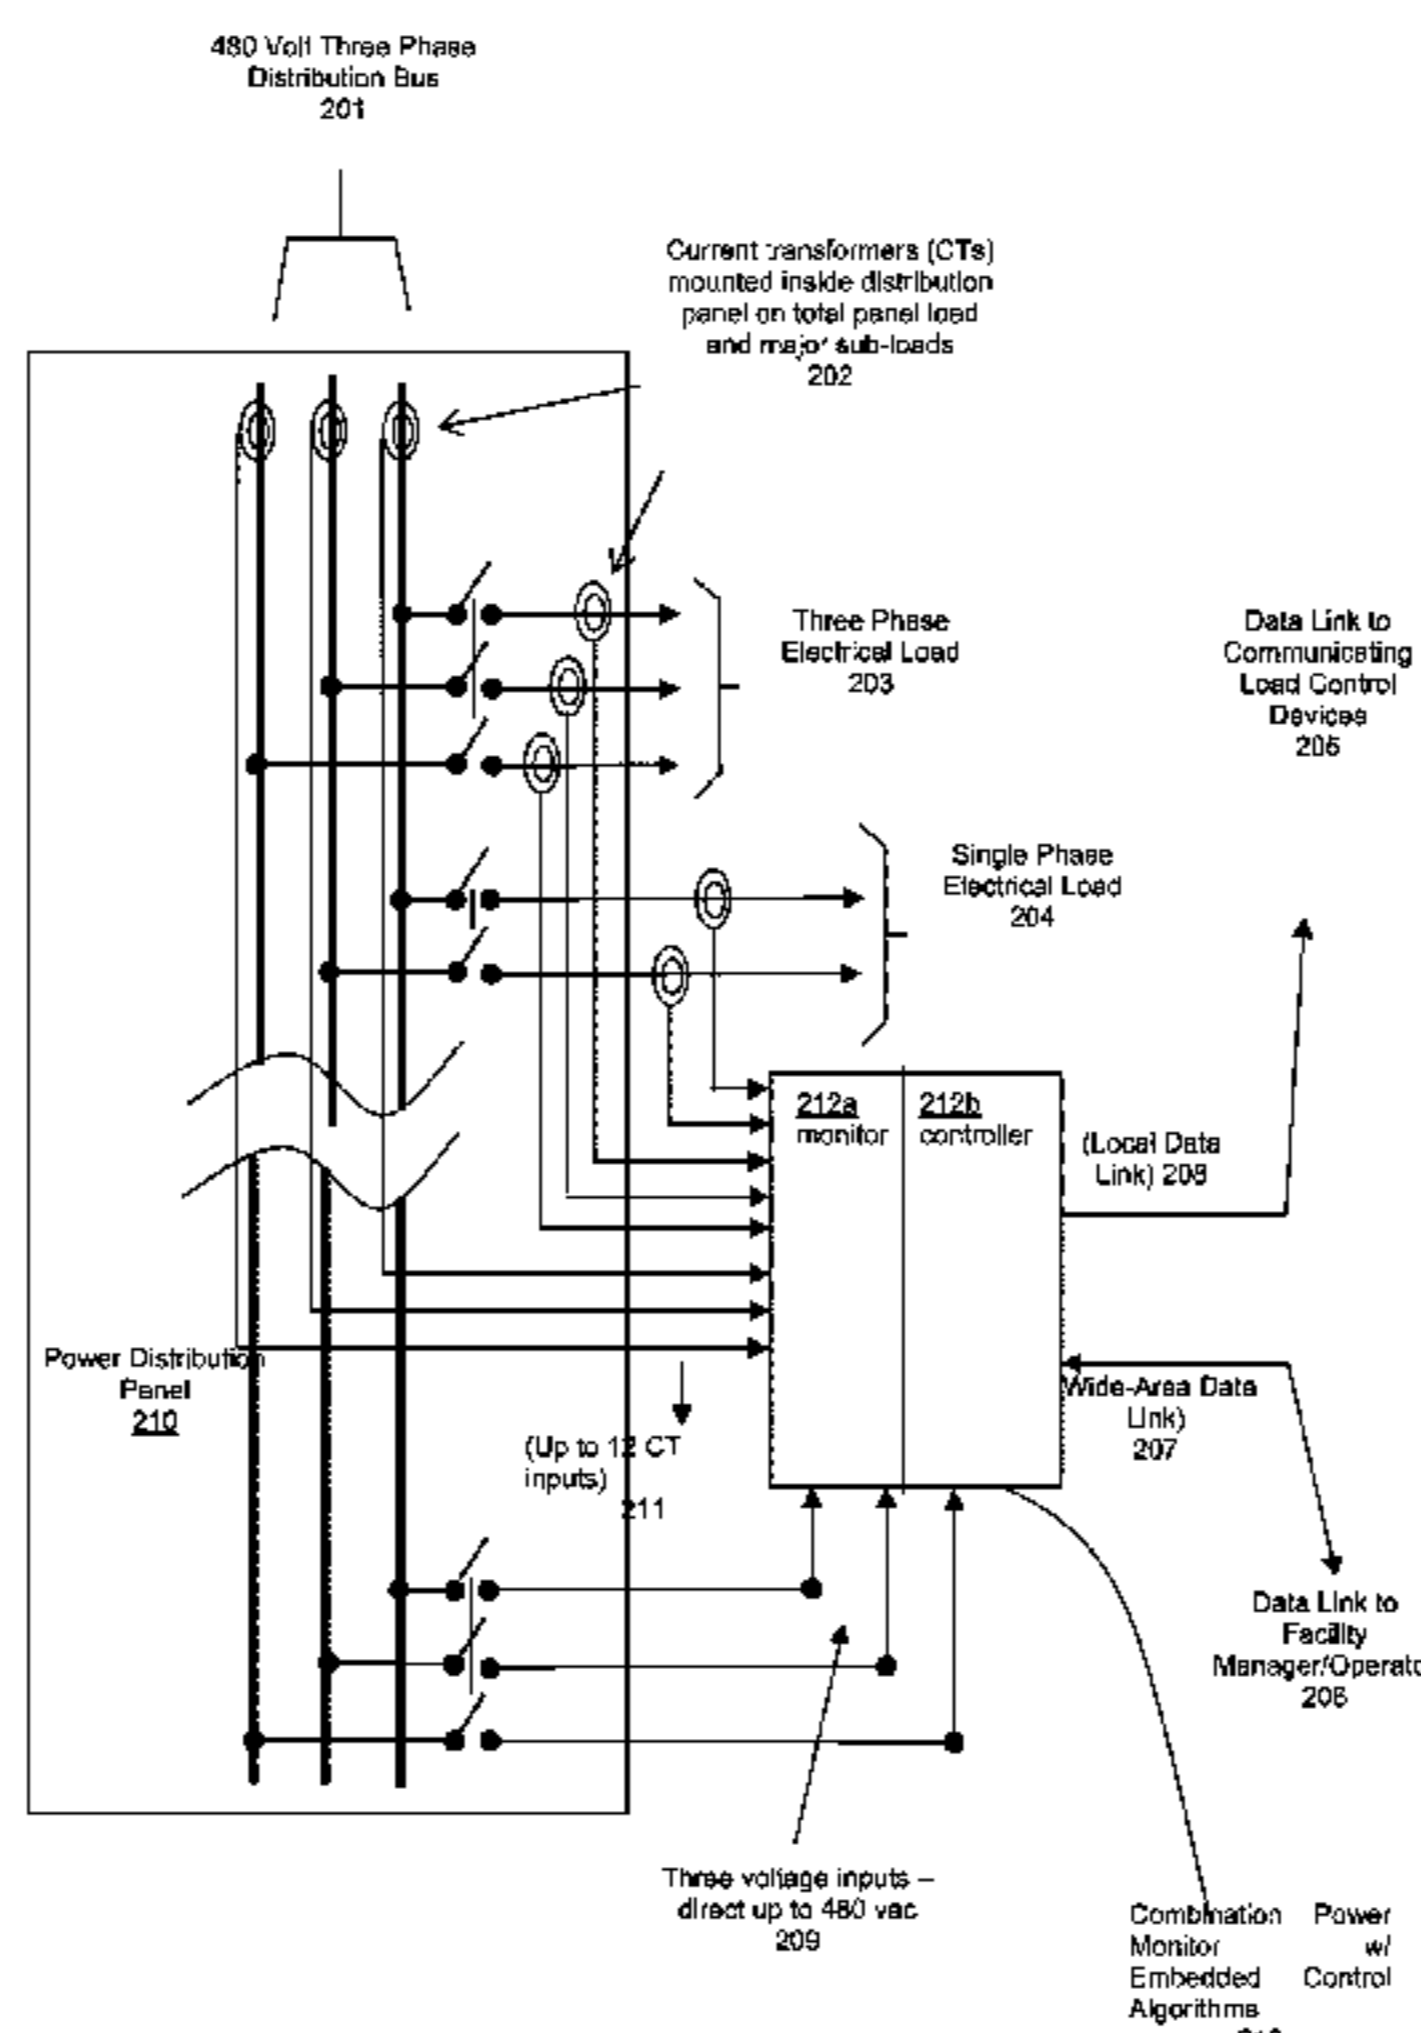 480 Volt Three Phase
Distribution Bus
201
Current transformers (CTs)
mounted inside distribution
panel on total panel load
and major sub-loads
202
Three Phase
Electrical Load
203
Data Link to
Communicating
Load Control
Devices
205
Single Phase
Electrical Load
204
212a
monitor
212b
controller
(Local Data
Link) 208
Power Distribution
Panel
210
Wide-Area Data
Link)
207
(Up to 12 CT
inputs)
211
Data Link to
Facility
Manager/Operato
206
Three voltage inputs –
direct up to 480 vac
209
Combination Power
Monitor w/
Embedded Control
Algorithms